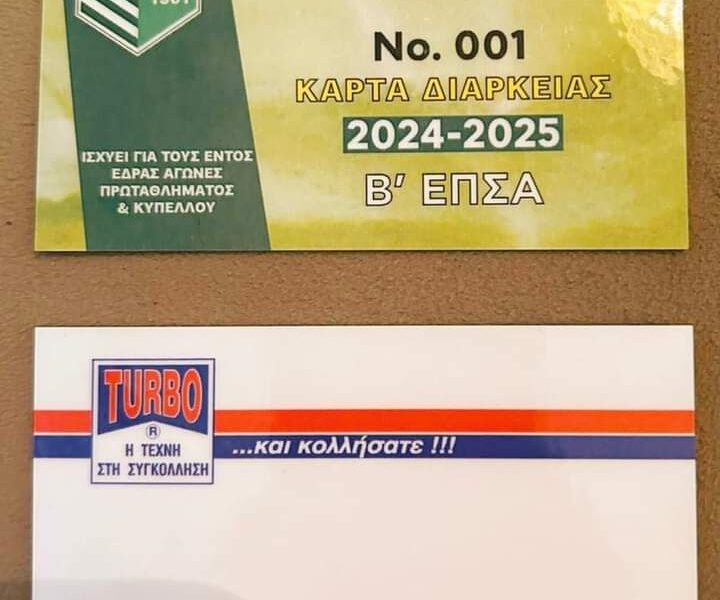 No. 001
ΚΑΡΤΑ ΔΙΑΡΚΕΙΑΣ
2024-2025
Β' ΕΠΣΑ
ΙΣΧΥΕΙ ΓΙΑ ΤΟΥΣ ΕΝΤΟΣ
ΕΔΡΑΣ ΑΓΩΝΕΣ
ΠΡΩΤΑΘΛΗΜΑΤΟΣ
& ΚΥΠΕΛΛΟΥ
TURBO
®
Η ΤΕΧΝΗ
ΣΤΗ ΣΥΓΚΟΛΛΗΣΗ
...και κολλήσατε !!!